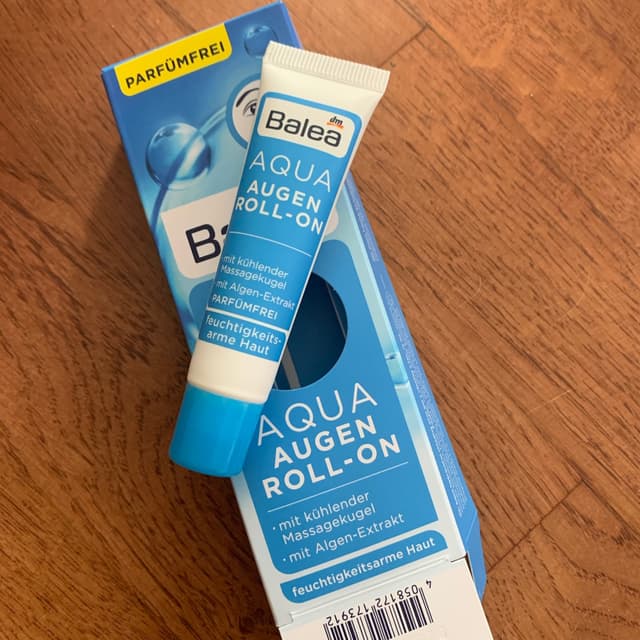 PARFÜMFREI
Balea
dm
AQUA
AUGEN
ROLL-ON
mit kühlender
Massagekugel
mit Algen-Extrakt
PARFÜMFREI
feuchtigkeits-
arme Haut
AQUA
AUGEN
ROLL-ON
· mit kühlender
Massagekugel
· mit Algen-Extrakt
feuchtigkeitsarme Haut
4 058172 173912